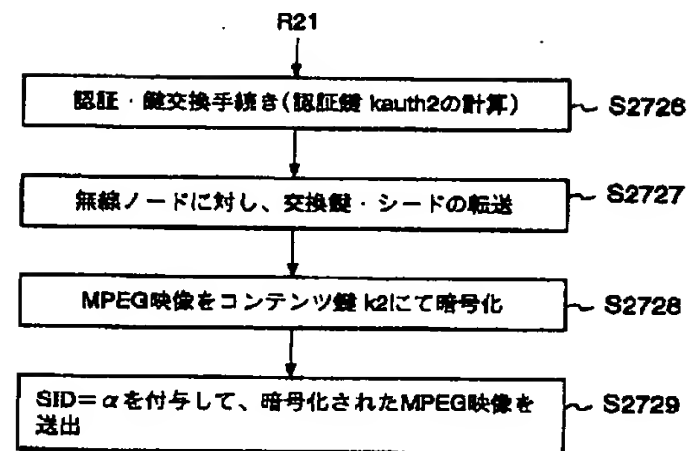 R21
認証・鍵交換手続き(認証鍵 kauth2の計算)
S2726
無線ノードに対し、交換鍵・シードの転送
S2727
MPEG映像をコンテンツ鍵 k2にて暗号化
S2728
SID=αを付与して、暗号化されたMPEG映像を
送出
S2729